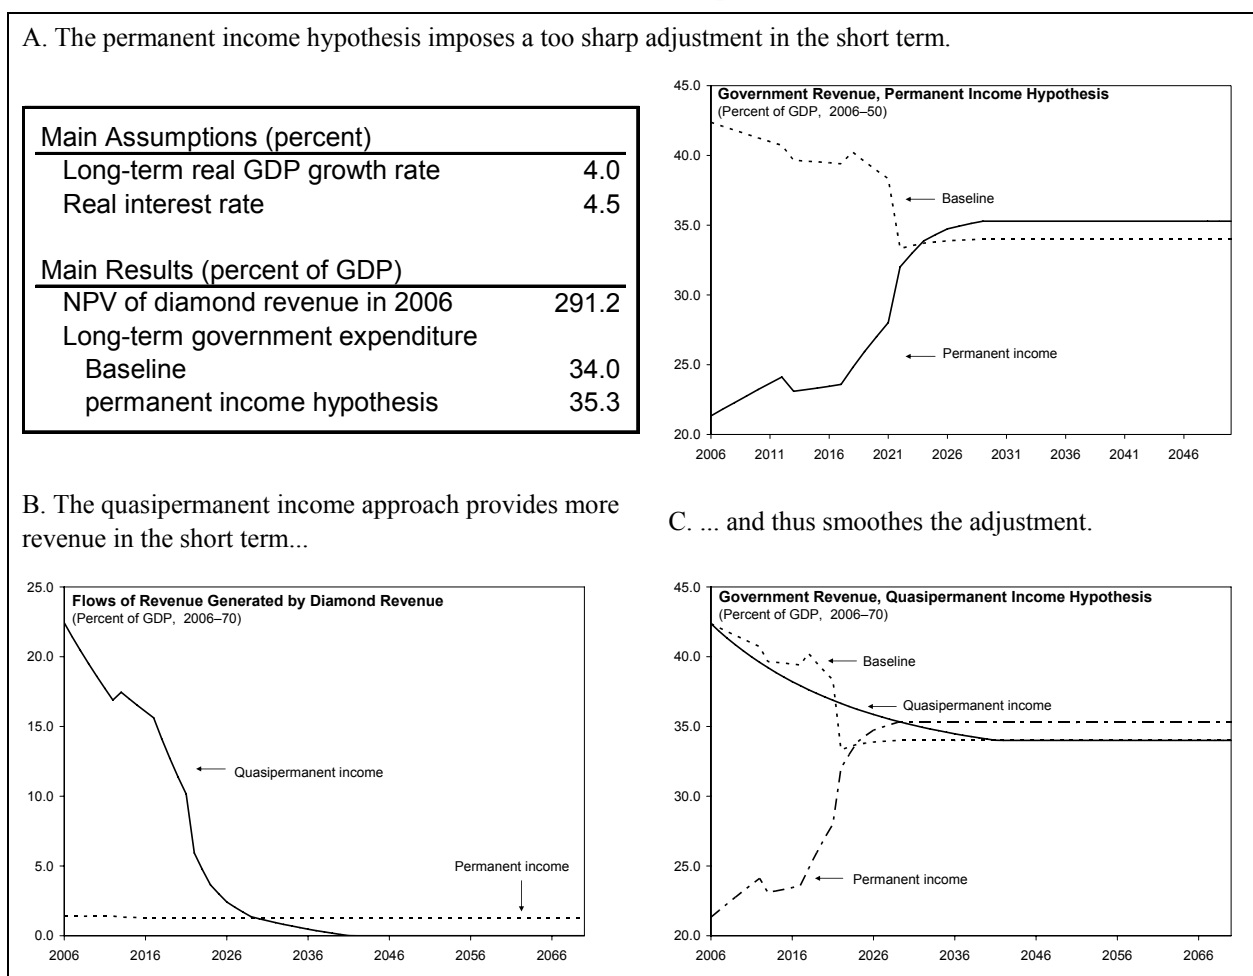 A. The permanent income hypothesis imposes a too sharp adjustment in the short term.
Main Assumptions (percent)
Long-term real GDP growth rate 4.0
Real interest rate 4.5
Main Results (percent of GDP)
NPV of diamond revenue in 2006 291.2
Long-term government expenditure
Baseline 34.0
permanent income hypothesis 35.3
Government Revenue, Permanent Income Hypothesis
(Percent of GDP, 2006–50)
45.0
40.0
35.0
30.0
25.0
20.0
Baseline
Permanent income
2006 2011 2016 2021 2026 2031 2036 2041 2046
B. The quasipermanent income approach provides more
revenue in the short term...
Flows of Revenue Generated by Diamond Revenue
(Percent of GDP, 2006–70)
25.0
20.0
15.0
10.0
5.0
0.0
Quasipermanent income
Permanent income
2006 2016 2026 2036 2046 2056 2066
C. ... and thus smoothes the adjustment.
Government Revenue, Quasipermanent Income Hypothesis
(Percent of GDP, 2006–70)
45.0
40.0
35.0
30.0
25.0
20.0
Baseline
Quasipermanent income
Permanent income
2006 2016 2026 2036 2046 2056 2066